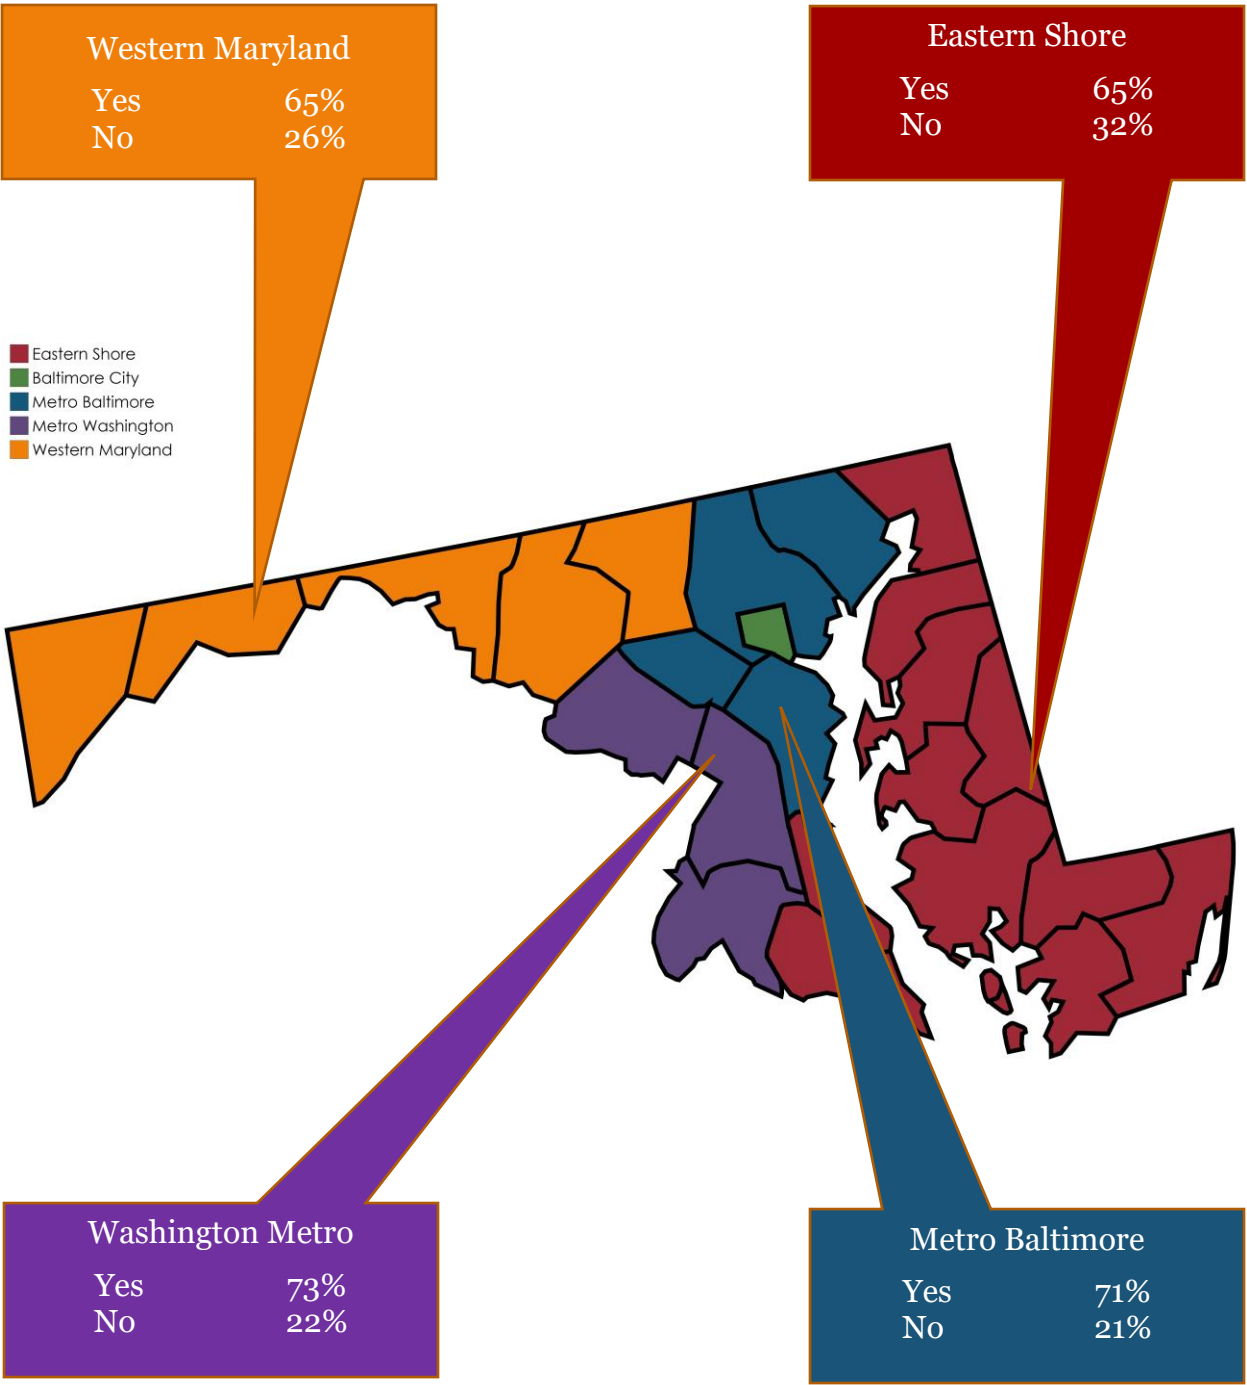 Western Maryland
Yes 65%
No 26%
Eastern Shore
Yes 65%
No 32%
Eastern Shore
Baltimore City
Metro Baltimore
Metro Washington
Western Maryland
Washington Metro
Yes 73%
No 22%
Metro Baltimore
Yes 71%
No 21%